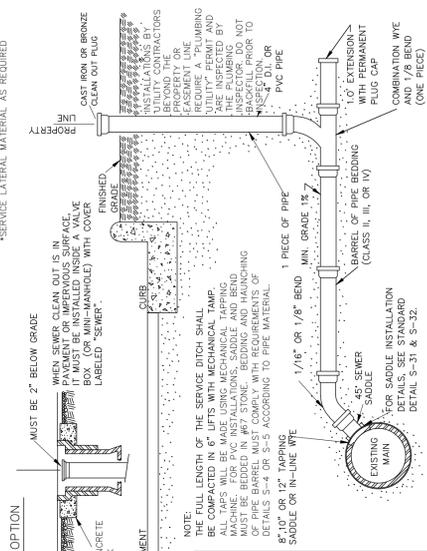 *SERVICE LATERAL MATERIAL AS REQUIRED
OPTION
MUST BE 2" BELOW GRADE
WHEN SEWER CLEAN OUT IS IN
PAVEMENT OR IMPERVIOUS SURFACE,
IT MUST BE INSTALLED INSIDE A VALVE
BOX (OR MINI-MANHOLE) WITH COVER
LABELED "SEWER".
CRETE
MENT
CURB
FINISHED
GRADE
PROPERTY
LINE
CAST IRON OR BRONZE
CLEAN OUT PLUG
INSTALLATIONS BY
UTILITY CONTRACTORS
BEYOND THE
PROPERTY OR
EASEMENT LINE
REQUIRE A "PLUMBING
UTILITY" PERMIT AND
ARE INSPECTED BY
THE PLUMBING
INSPECTOR. DO NOT
BACKFILL PRIOR TO
INSPECTION.
4" D.I. OR
PVC PIPE
NOTE:
THE FULL LENGTH OF THE SERVICE DITCH SHALL
BE COMPACTED IN 6" LIFTS WITH MECHANICAL TAMP.
ALL TAPS WILL BE MADE USING MECHANICAL TAPPING
MACHINE. FOR PVC INSTALLATIONS, SADDLE AND BEND
MUST BE BEDDED IN #67 STONE. BEDDING AND HAUNCHING
OF PIPE BARREL MUST COMPLY WITH REQUIREMENTS OF
DETAILS S-4 OR S-5 ACCORDING TO PIPE MATERIAL.
1 PIECE OF PIPE
8",10" OR 12" TAPPING
SADDLE OR IN-LINE WYE
1/16" OR 1/8" BEND
MIN. GRADE 1%
1.0' EXTENSION
WITH PERMANENT
PLUG CAP
COMBINATION WYE
AND 1/8 BEND
(ONE PIECE)
BARREL OF PIPE BEDDING
(CLASS II, III, OR IV)
45° SEWER
SADDLE
EXISTING
MAIN
FOR SADDLE INSTALLATION
DETAILS, SEE STANDARD
DETAIL S-31 & S-32.